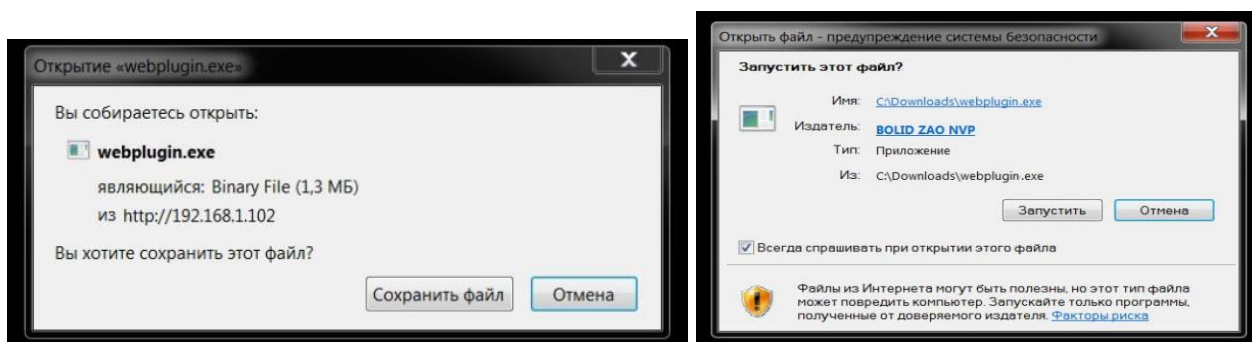 Открытие «webplugin.exe»
Вы собираетесь открыть:
webplugin.exe
являющийся: Binary File (1,3 МБ)
из http://192.168.1.102
Вы хотите сохранить этот файл?
Сохранить файл
Отмена
Открыть файл - предупреждение системы безопасности
Запустить этот файл?
Имя: C:\Downloads\webplugin.exe
Издатель: BOLID ZAO NVP
Тип: Приложение
Из: C:\Downloads\webplugin.exe
Запустить
Отмена
Всегда спрашивать при открытии этого файла
Файлы из Интернета могут быть полезны, но этот тип файла
может повредить компьютер. Запускайте только программы,
полученные от доверяемого издателя. Факторы риска